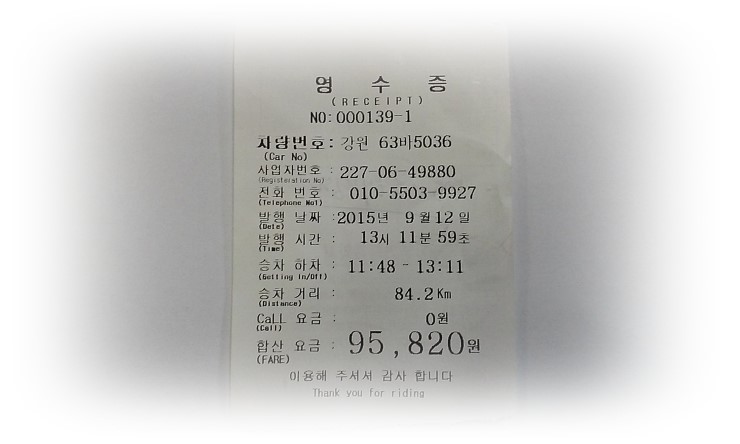 영 수 증
(RECEIPT)
NO:000139-1
차량번호: 강원 63바5036
(Car No)
사업자번호 : 227-06-49880
(Registeration No)
전화 번호 : 010-5503-9927
(Telephone No1)
발행 날짜 :2015년 9월12일
(Date)
발행 시간 : 13시 11분 59초
(Time)
승차 하차 : 11:48 - 13:11
(Getting In/Off)
승차 거리 : 84.2Km
(Distance)
CaLL 요금 : 0원
(Call)
합산 요금 : 95,820원
(FARE)
이용해 주셔서 감사 합니다
Thank you for riding